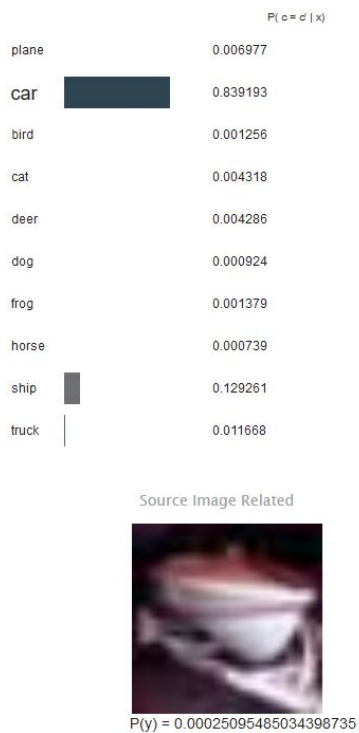 P( c = c' | x)
plane 0.006977
car 0.839193
bird 0.001256
cat 0.004318
deer 0.004286
dog 0.000924
frog 0.001379
horse 0.000739
ship 0.129261
truck 0.011668
Source Image Related
P(y) = 0.00025095485034398735